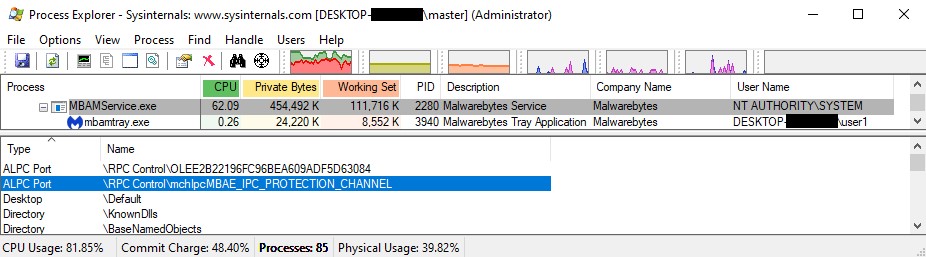 Process Explorer - Sysinternals: www.sysinternals.com [DESKTOP- \master] (Administrator)
File Options View Process Find Handle Users Help
Process CPU Private Bytes Working Set PID Description Company Name User Name
MBAMService.exe 62.09 454,492 K 111,716 K 2280 Malwarebytes Service Malwarebytes NT AUTHORITY\SYSTEM
mbamtray.exe 0.26 24,220 K 8,552 K 3940 Malwarebytes Tray Application Malwarebytes DESKTOP- \user1
Type Name
ALPC Port \RPC Control\OLEE2B22196FC96BEA609ADF5D63084
ALPC Port \RPC Control\mchIpcMBAE_IPC_PROTECTION_CHANNEL
Desktop \Default
Directory \KnownDlls
Directory \BaseNamedObjects
CPU Usage: 81.85% Commit Charge: 48.40% Processes: 85 Physical Usage: 39.82%